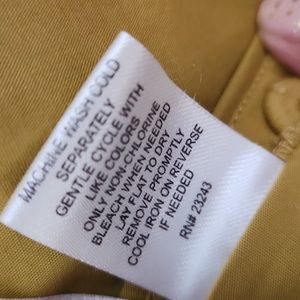 MACHINE WASH COLD
SEPARATELY
GENTLE CYCLE WITH
LIKE COLORS
ONLY NON-CHLORINE
BLEACH WHEN NEEDED
LAY FLAT TO DRY
REMOVE PROMPTLY
COOL IRON ON REVERSE
IF NEEDED
RN# 23243